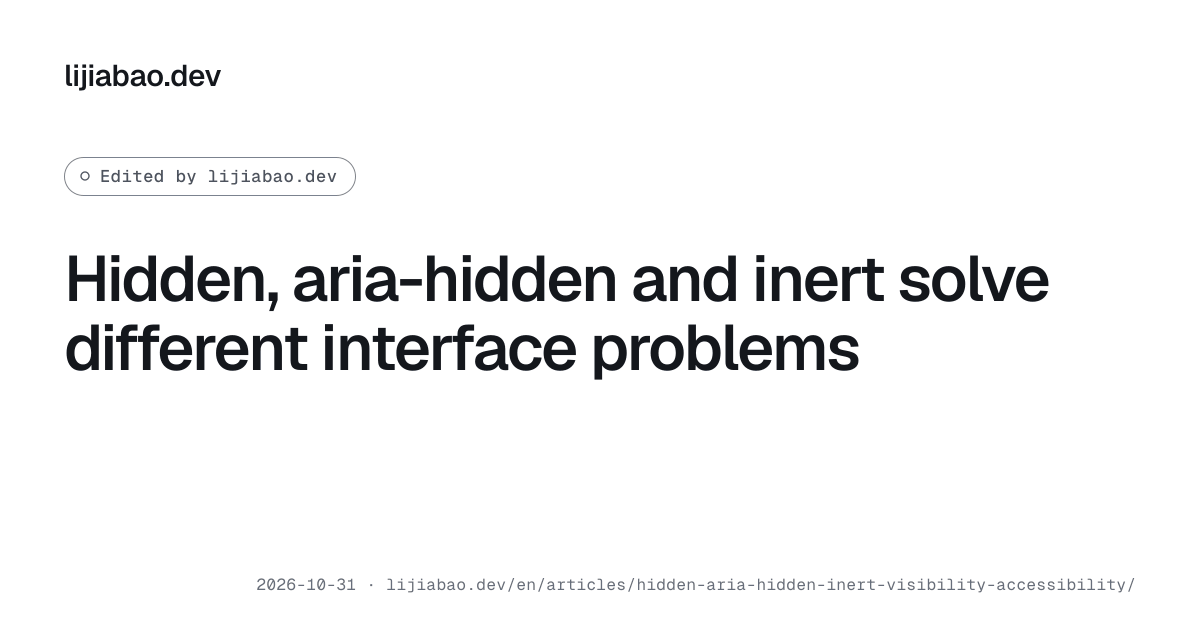 lijiabao.dev
Edited by lijiabao.dev
Hidden, aria-hidden and inert solve
different interface problems
2026-10-31 · lijiabao.dev/en/articles/hidden-aria-hidden-inert-visibility-accessibility/